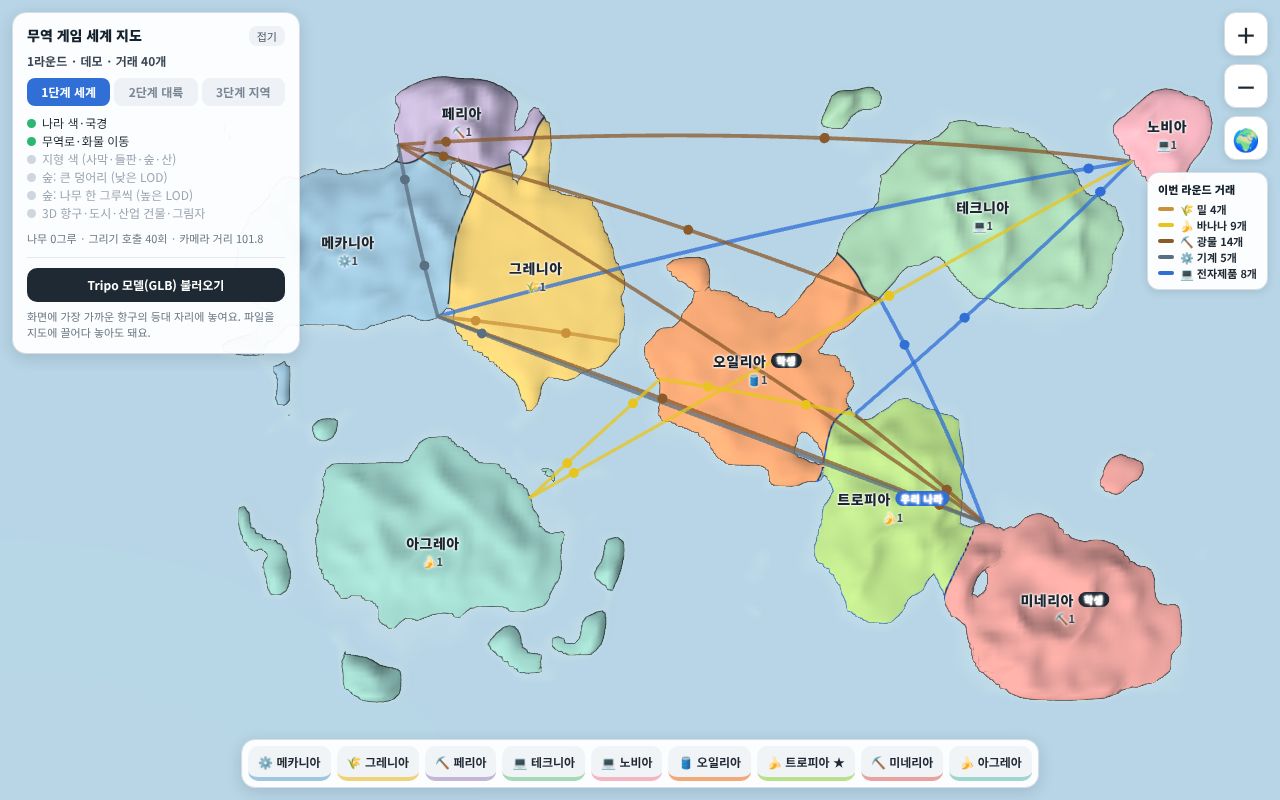 무역 게임 세계 지도
접기
1라운드 · 데모 · 거래 40개
1단계 세계
2단계 대륙
3단계 지역
나라 색·국경
무역로·화물 이동
지형 색 (사막·들판·숲·산)
숲: 큰 덩어리 (낮은 LOD)
숲: 나무 한 그루씩 (높은 LOD)
3D 항구·도시·산업 건물·그림자
나무 0그루 · 그리기 호출 40회 · 카메라 거리 101.8
Tripo 모델(GLB) 불러오기
화면에 가장 가까운 항구의 등대 자리에 놓여요. 파일을
지도에 끌어다 놓아도 돼요.
페리아
⛏️1
노비아
💻1
이번 라운드 거래
🌾 밀 4개
🍌 바나나 9개
⛏️ 광물 14개
⚙️ 기계 5개
💻 전자제품 8개
테크니아
💻1
메카니아
⚙️1
그레니아
🌾1
오일리아 학생
🛢️1
트로피아 우리 나라
🍌1
아그레아
🍌1
미네리아 학생
⛏️1
⚙️ 메카니아
🌾 그레니아
⛏️ 페리아
💻 테크니아
💻 노비아
🛢️ 오일리아
🍌 트로피아 ★
⛏️ 미네리아
🍌 아그레아